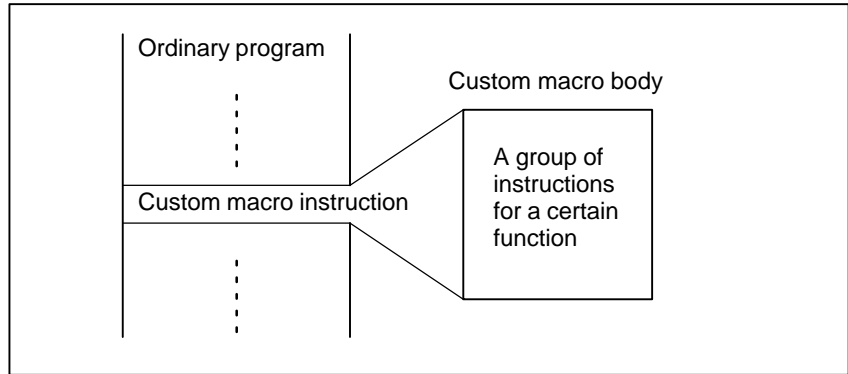 Ordinary program
Custom macro instruction
Custom macro body
A group of
instructions
for a certain
function